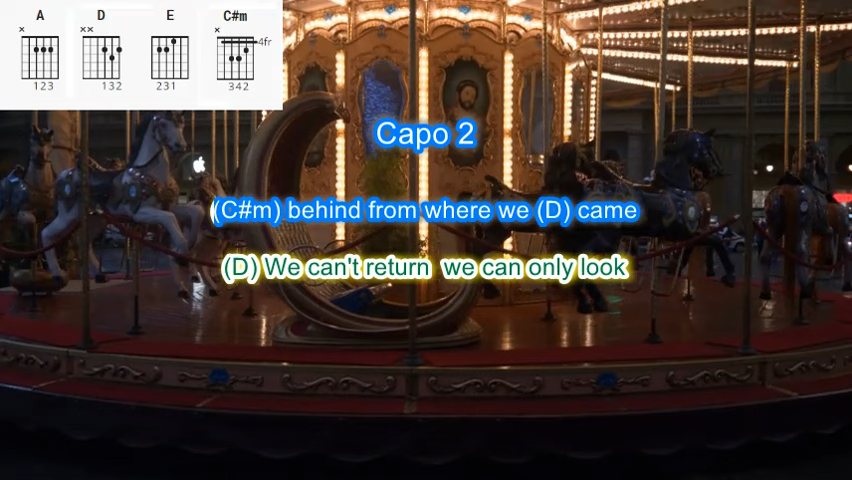 A D E C#m
x xx x
4fr
123 132 231 342
Capo 2
(C#m) behind from where we (D) came
(D) We can't return we can only look